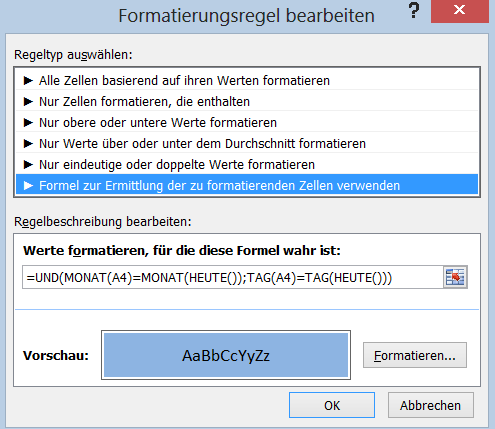 Formatierungsregel bearbeiten
?
Regeltyp auswählen:
► Alle Zellen basierend auf ihren Werten formatieren
► Nur Zellen formatieren, die enthalten
► Nur obere oder untere Werte formatieren
► Nur Werte über oder unter dem Durchschnitt formatieren
► Nur eindeutige oder doppelte Werte formatieren
► Formel zur Ermittlung der zu formatierenden Zellen verwenden
Regelbeschreibung bearbeiten:
Werte formatieren, für die diese Formel wahr ist:
=UND(MONAT(A4)=MONAT(HEUTE());TAG(A4)=TAG(HEUTE()))
Vorschau:
AaBbCcYyZz
Formatieren...
OK
Abbrechen